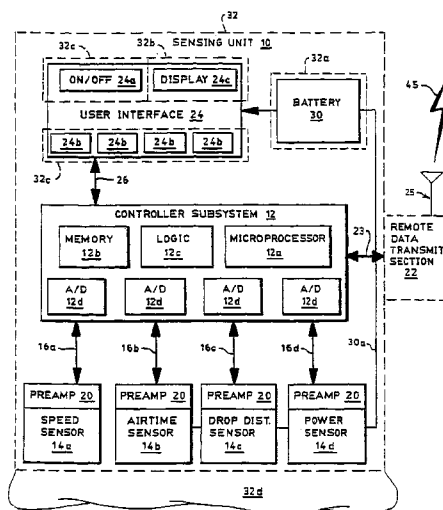 32
SENSING UNIT 10
32c
32b
32a
ON/OFF 24a
DISPLAY 24c
BATTERY
30
USER INTERFACE 24
24b 24b 24b 24b
32c
26
45
25
CONTROLLER SUBSYSTEM 12
MEMORY
12b
LOGIC
12c
MICROPROCESSOR
12a
23
REMOTE
DATA
TRANSMIT
SECTION
22
A/D
12d
A/D
12d
A/D
12d
A/D
12d
30a
16a
16b
16c
16d
PREAMP 20
SPEED
SENSOR
14a
PREAMP 20
AIRTIME
SENSOR
14b
PREAMP 20
DROP DIST.
SENSOR
14c
PREAMP 20
POWER
SENSOR
14d
32d